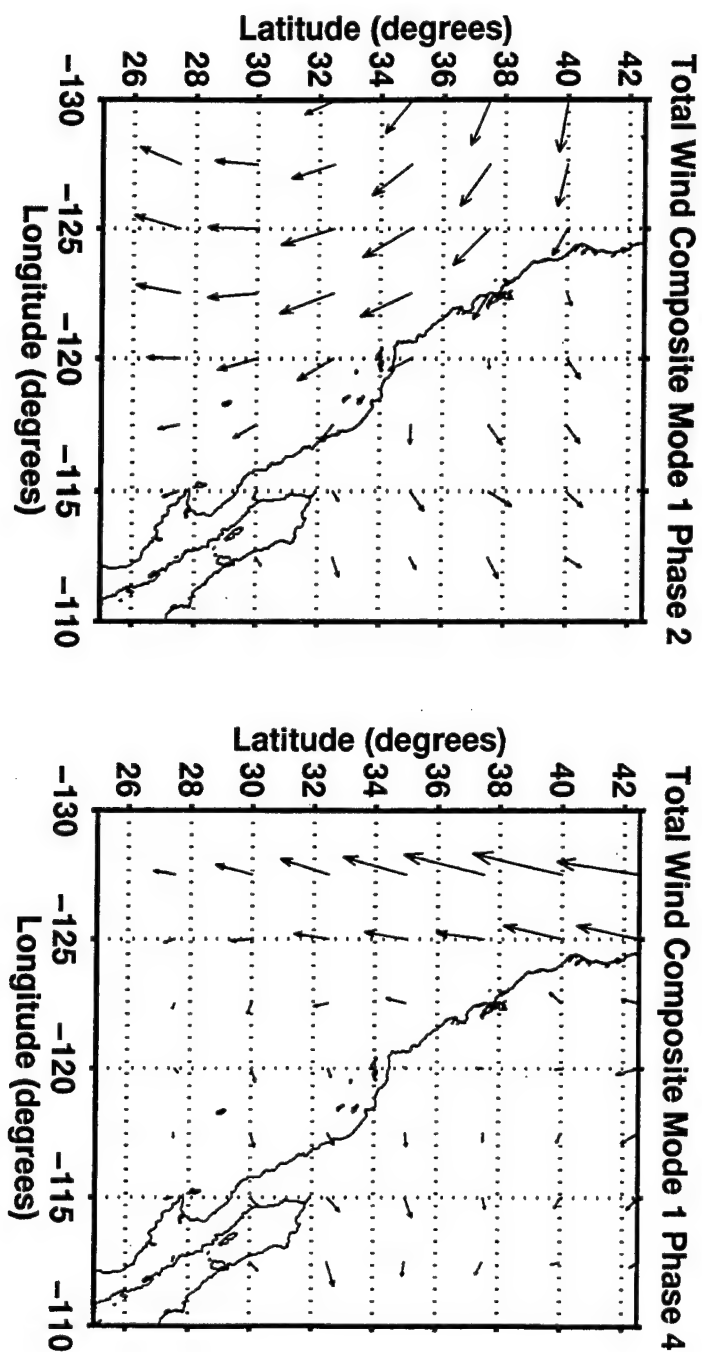 Total Wind Composite Mode 1 Phase 2
Latitude (degrees)
42
40
38
36
34
32
30
28
26
−130 −125 −120 −115 −110
Longitude (degrees)
Total Wind Composite Mode 1 Phase 4
Latitude (degrees)
42
40
38
36
34
32
30
28
26
−130 −125 −120 −115 −110
Longitude (degrees)